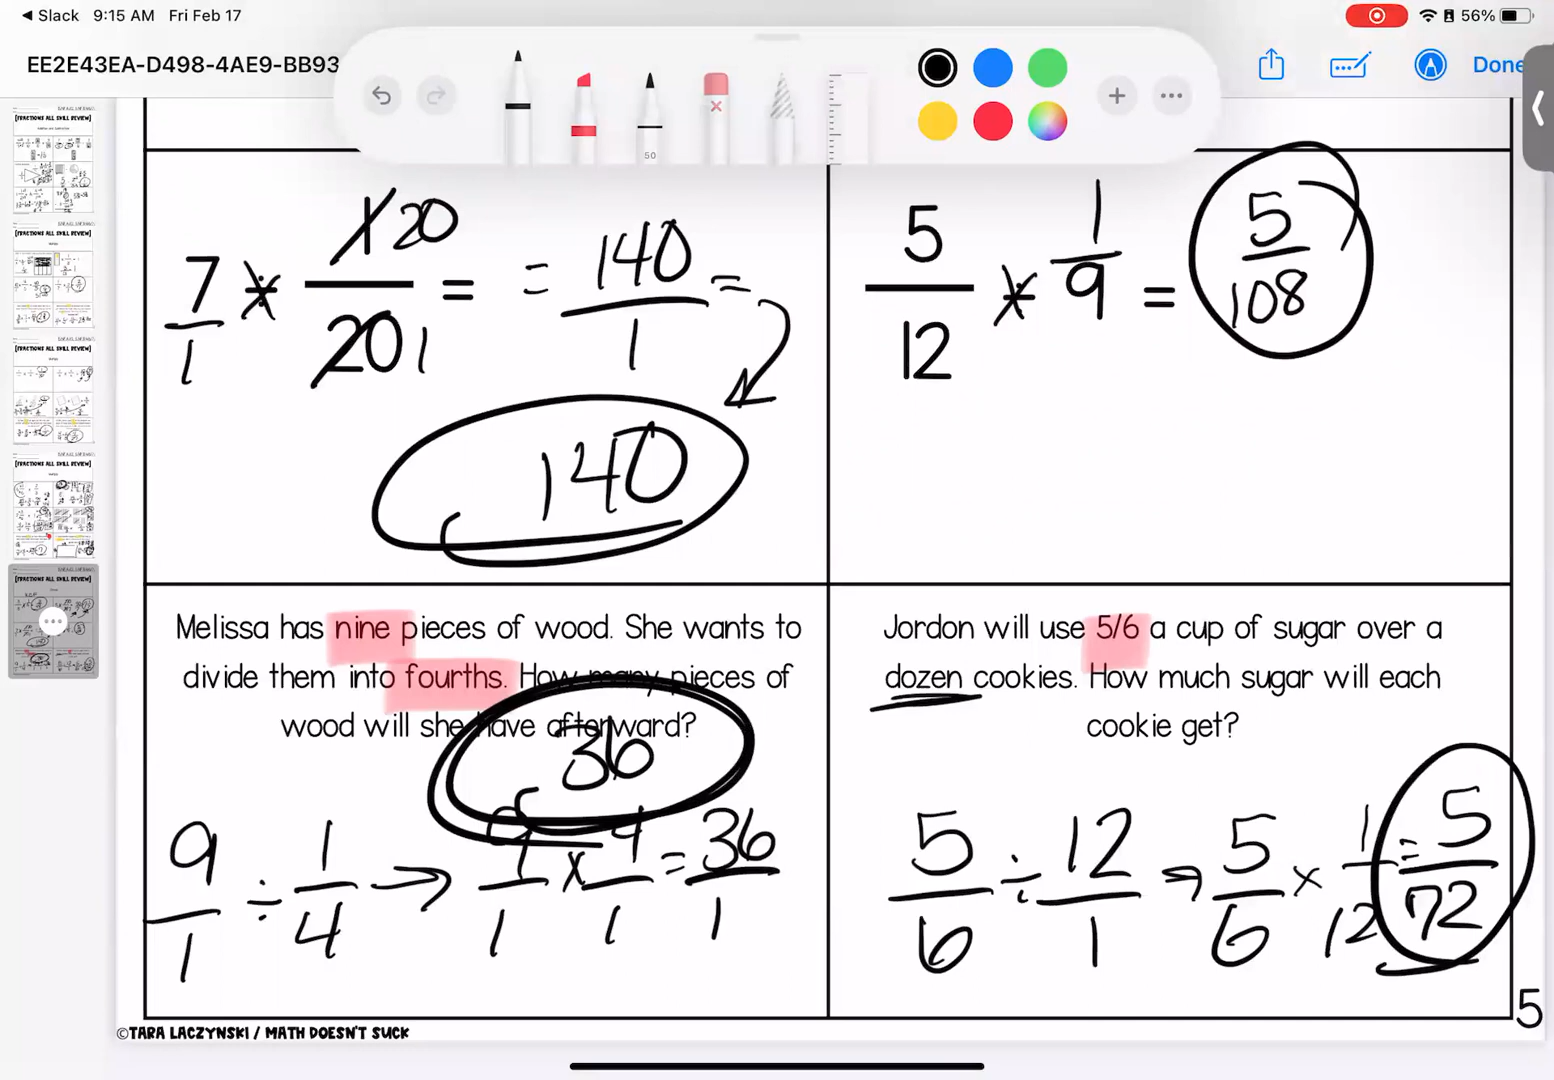 Slack 9:15 AM Fri Feb 17
56%
EE2E43EA-D498-4AE9-BB93
50
Done
7/1 * 1 20/20 1 = = 140/1 =
140
5/12 * 1/9 = 5/108
Melissa has nine pieces of wood. She wants to
divide them into fourths. How many pieces of
wood will she have afterward?
36
9/1 ÷ 1/4 → 9/1 x 4/1 = 36/1
Jordon will use 5/6 a cup of sugar over a
dozen cookies. How much sugar will each
cookie get?
5/6 ÷ 12/1 → 5/6 x 1/12 = 5/72
5
©TARA LACZYNSKI / MATH DOESN'T SUCK